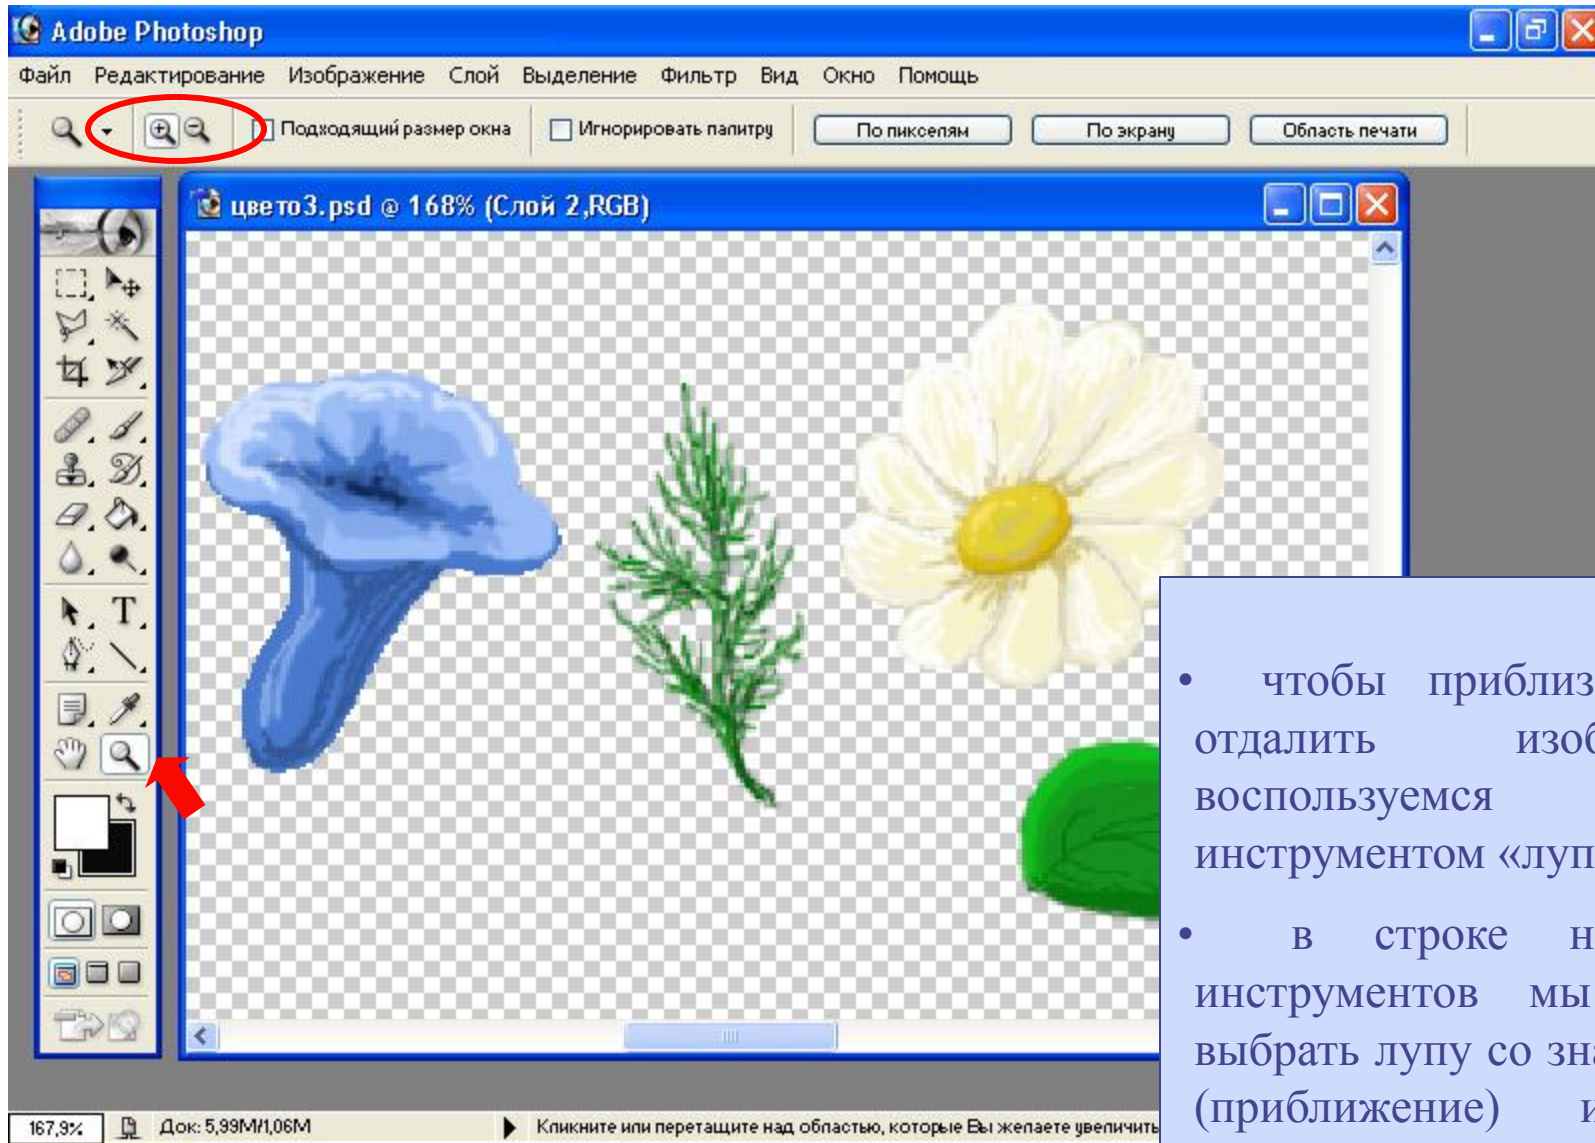 Adobe Photoshop
Файл Редактирование Изображение Слой Выделение Фильтр Вид Окно Помощь
Подходящий размер окна Игнорировать палитру По пикселям По экрану Область печати
цвето3.psd @ 168% (Слой 2,RGB)
T
• чтобы приблиз
отдалить изоб
воспользуемся
инструментом «луп
• в строке н
инструментов мы
выбрать лупу со зна
(приближение) и
167,9% Док: 5,99M/1,06M Кликните или перетащите над областью, которые Вы желаете увеличить